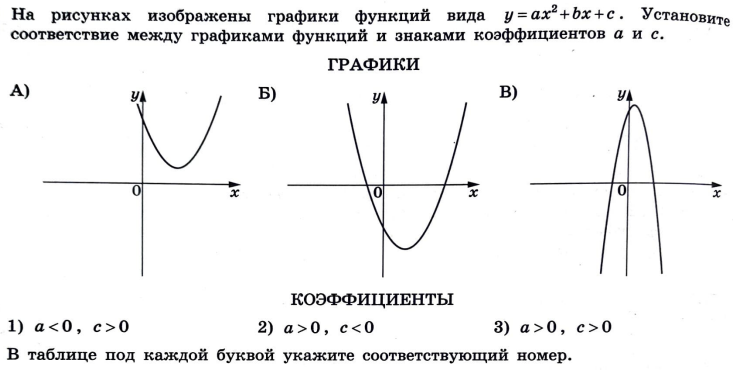 На рисунках изображены графики функций вида y=ax²+bx+c. Установите
соответствие между графиками функций и знаками коэффициентов a и c.
ГРАФИКИ
А) Б) В)
y y y
0 x 0 x 0 x
КОЭФФИЦИЕНТЫ
1) a<0, c>0 2) a>0, c<0 3) a>0, c>0
В таблице под каждой буквой укажите соответствующий номер.